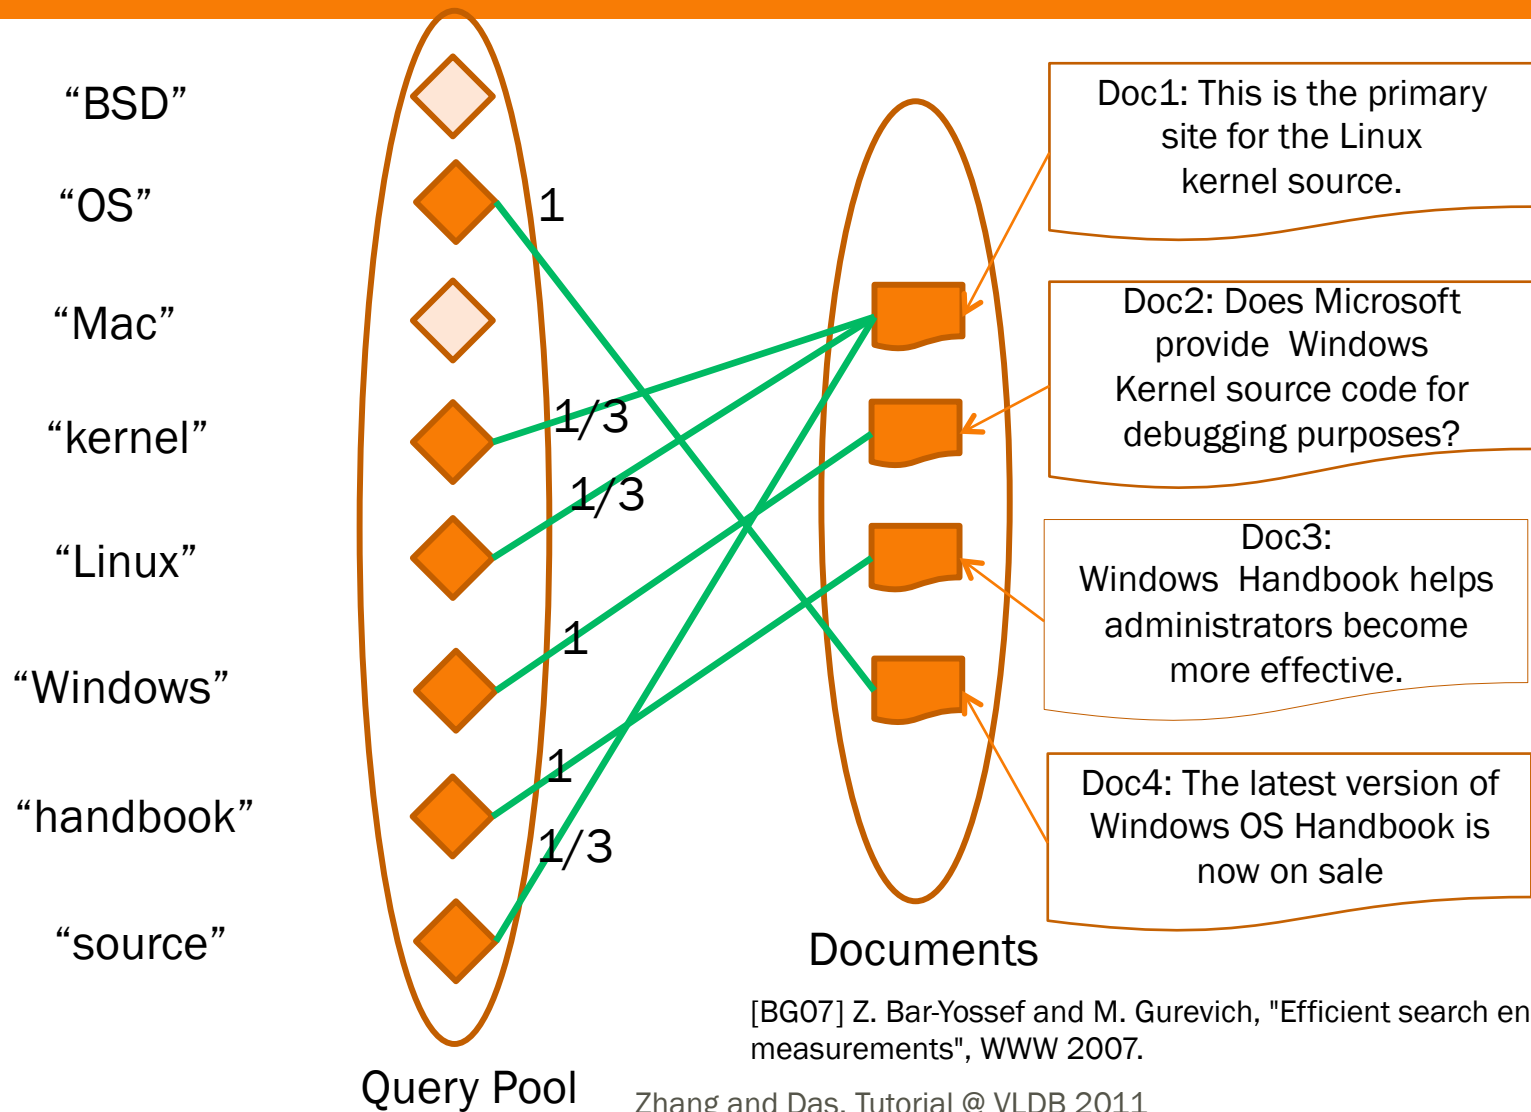 “BSD”
“OS”
“Mac”
“kernel”
“Linux”
“Windows”
“handbook”
“source”
1
1/3
1/3
1
1
1/3
Query Pool
Documents
Doc1: This is the primary
site for the Linux
kernel source.
Doc2: Does Microsoft
provide Windows
Kernel source code for
debugging purposes?
Doc3:
Windows Handbook helps
administrators become
more effective.
Doc4: The latest version of
Windows OS Handbook is
now on sale
[BG07] Z. Bar-Yossef and M. Gurevich, "Efficient search en
measurements", WWW 2007.
Zhang and Das, Tutorial @ VLDB 2011